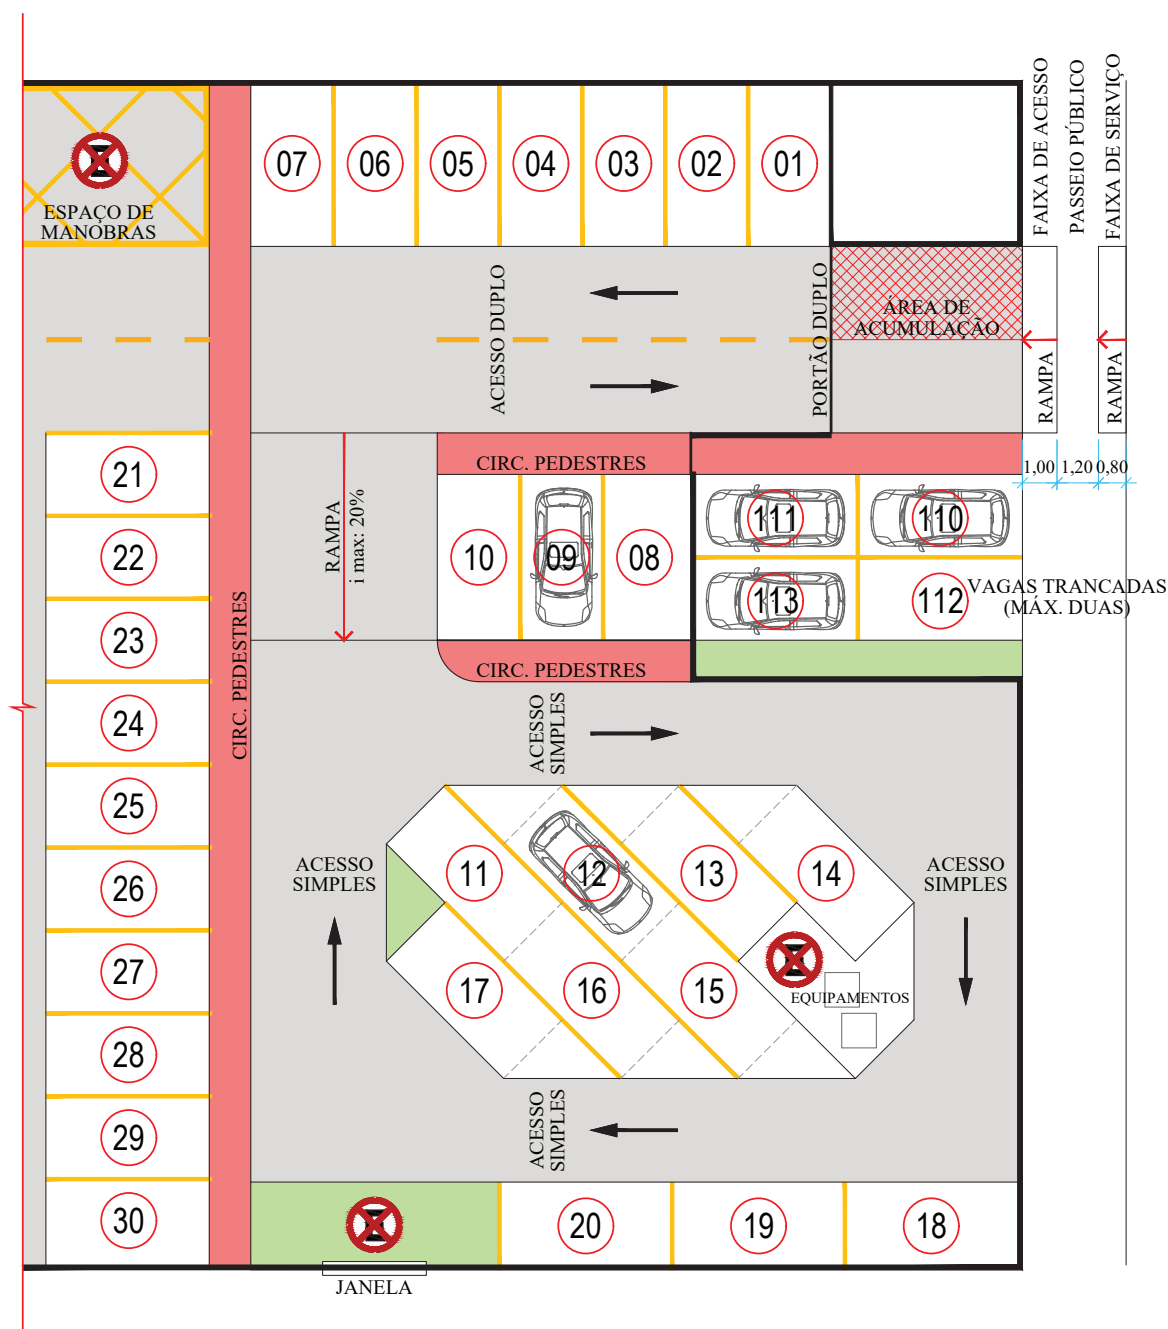 FAIXA DE ACESSO
PASSEIO PÚBLICO
FAIXA DE SERVIÇO
07
06
05
04
03
02
01
ESPAÇO DE
MANOBRAS
ACESSO DUPLO
PORTÃO DUPLO
ÁREA DE
ACUMULAÇÃO
RAMPA
RAMPA
1,00
1,20
0,80
CIRC. PEDESTRES
RAMPA
i max: 20%
21
22
23
24
25
26
27
28
29
30
CIRC. PEDESTRES
10
09
08
111
110
113
112
VAGAS TRANCADAS
(MÁX. DUAS)
CIRC. PEDESTRES
ACESSO
SIMPLES
ACESSO
SIMPLES
ACESSO
SIMPLES
11
12
13
14
17
16
15
EQUIPAMENTOS
ACESSO
SIMPLES
20
19
18
JANELA